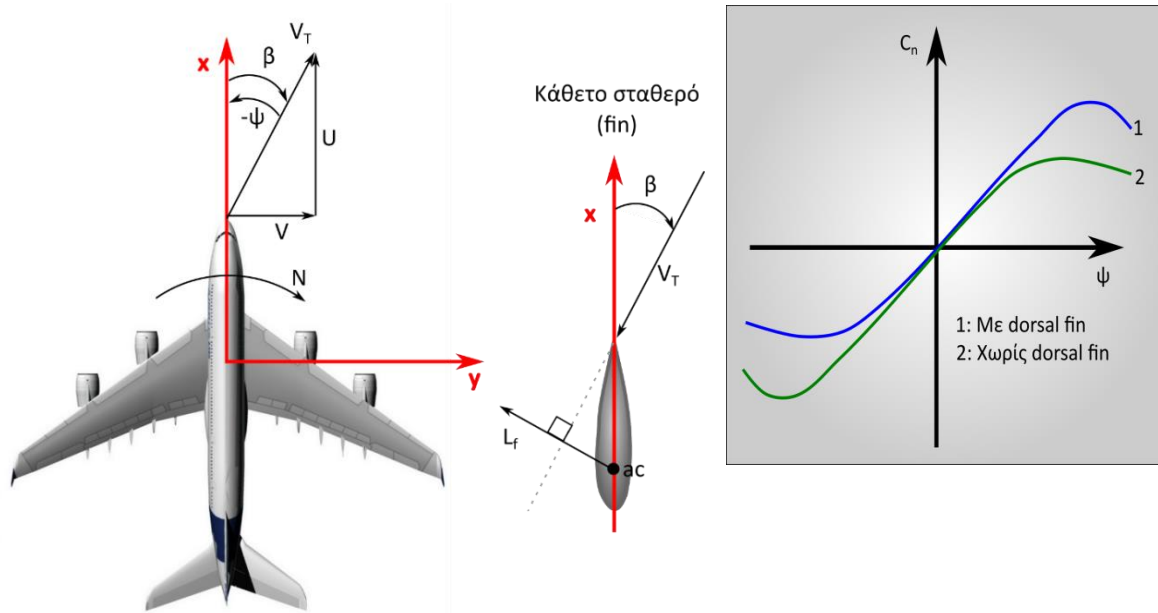 x
V_T
β
-ψ
U
V
N
y
Κάθετο σταθερό
(fin)
x
β
V_T
L_f
ac
C_n
1
2
ψ
1: Με dorsal fin
2: Χωρίς dorsal fin